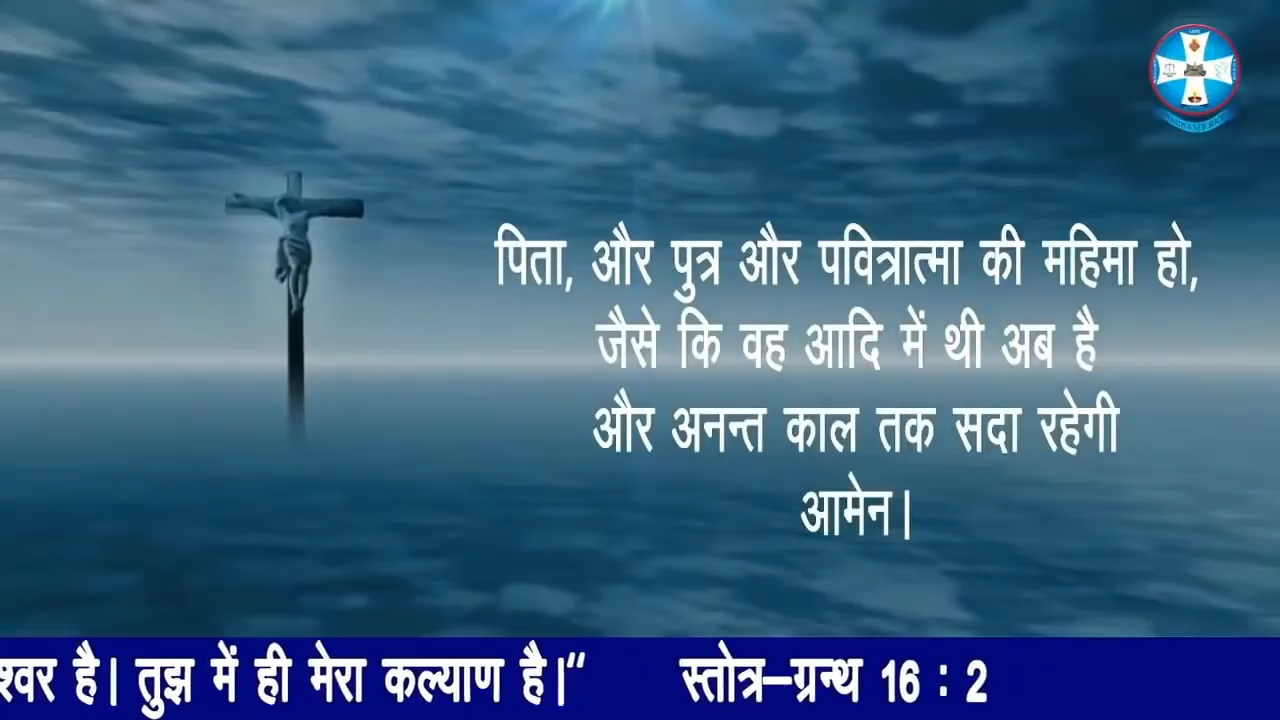 पिता, और पुत्र और पवित्रात्मा की महिमा हो,
जैसे कि वह आदि में थी अब है
और अनन्त काल तक सदा रहेगी
आमेन|
श्वर है| तुझ में ही मेरा कल्याण है|“ स्तोत्र–ग्रन्थ 16 : 2